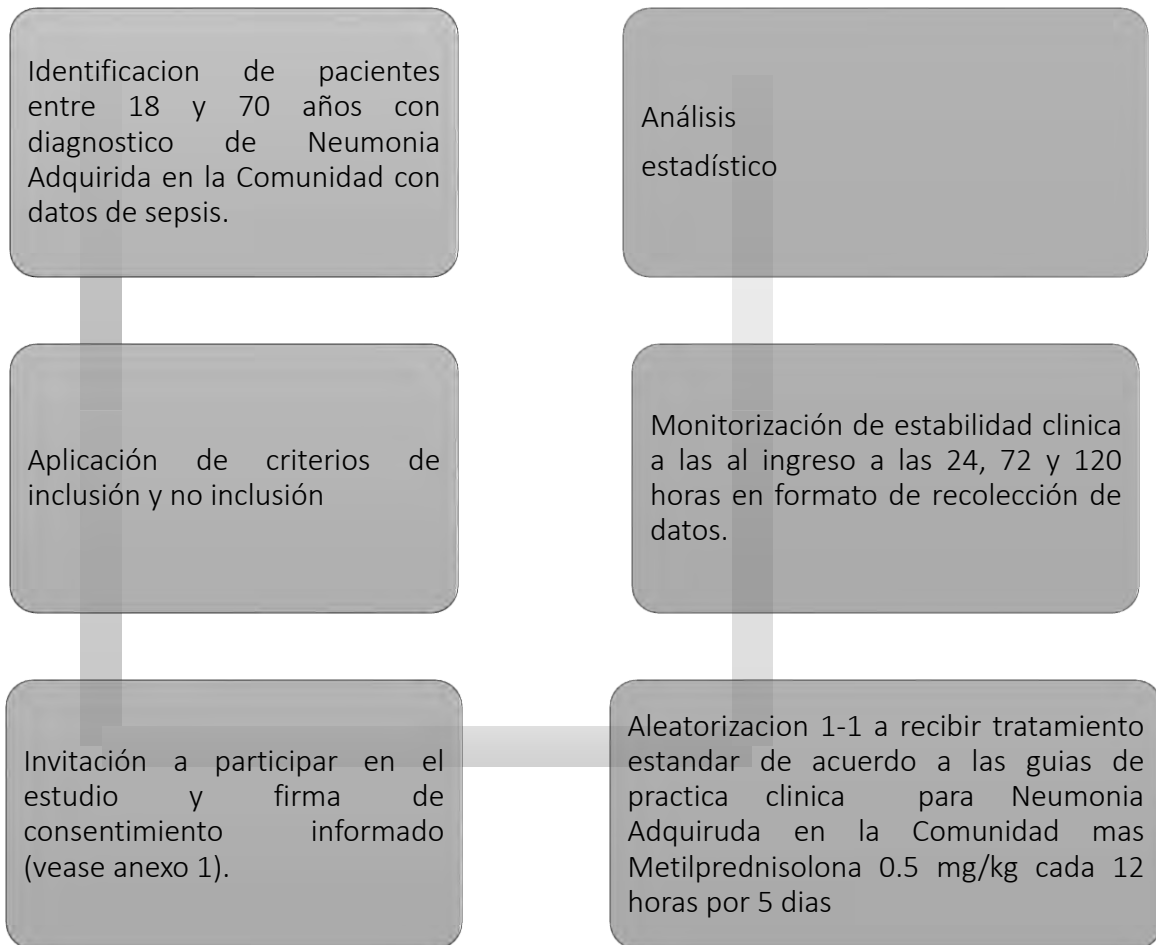 Identificacion de pacientes
entre 18 y 70 años con
diagnostico de Neumonia
Adquirida en la Comunidad con
datos de sepsis.
Aplicación de criterios de
inclusión y no inclusión
Invitación a participar en el
estudio y firma de
consentimiento informado
(vease anexo 1).
Aleatorizacion 1-1 a recibir tratamiento
estandar de acuerdo a las guias de
practica clinica para Neumonia
Adquiruda en la Comunidad mas
Metilprednisolona 0.5 mg/kg cada 12
horas por 5 dias
Monitorización de estabilidad clinica
a las al ingreso a las 24, 72 y 120
horas en formato de recolección de
datos.
Análisis
estadístico